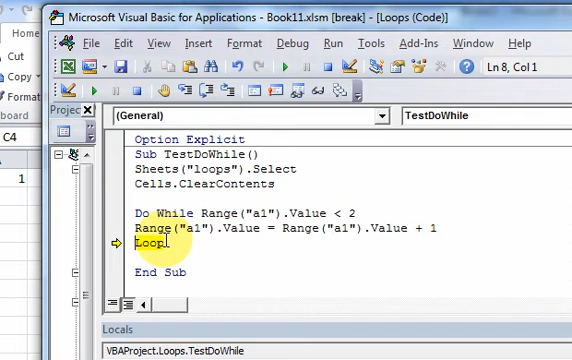 Microsoft Visual Basic for Applications - Book11.xlsm [break] - [Loops (Code)]
Home
File Edit View Insert Format Debug Run Tools Add-Ins Window Help
Cut
Copy
Format
Ln 8, Col 1
C4
Projec
(General) TestDoWhile
A
1
Option Explicit
Sub TestDoWhile()
Sheets("loops").Select
Cells.ClearContents
Do While Range("a1").Value < 2
Range("a1").Value = Range("a1").Value + 1
Loop
End Sub
Locals
VBAProject.Loops.TestDoWhile